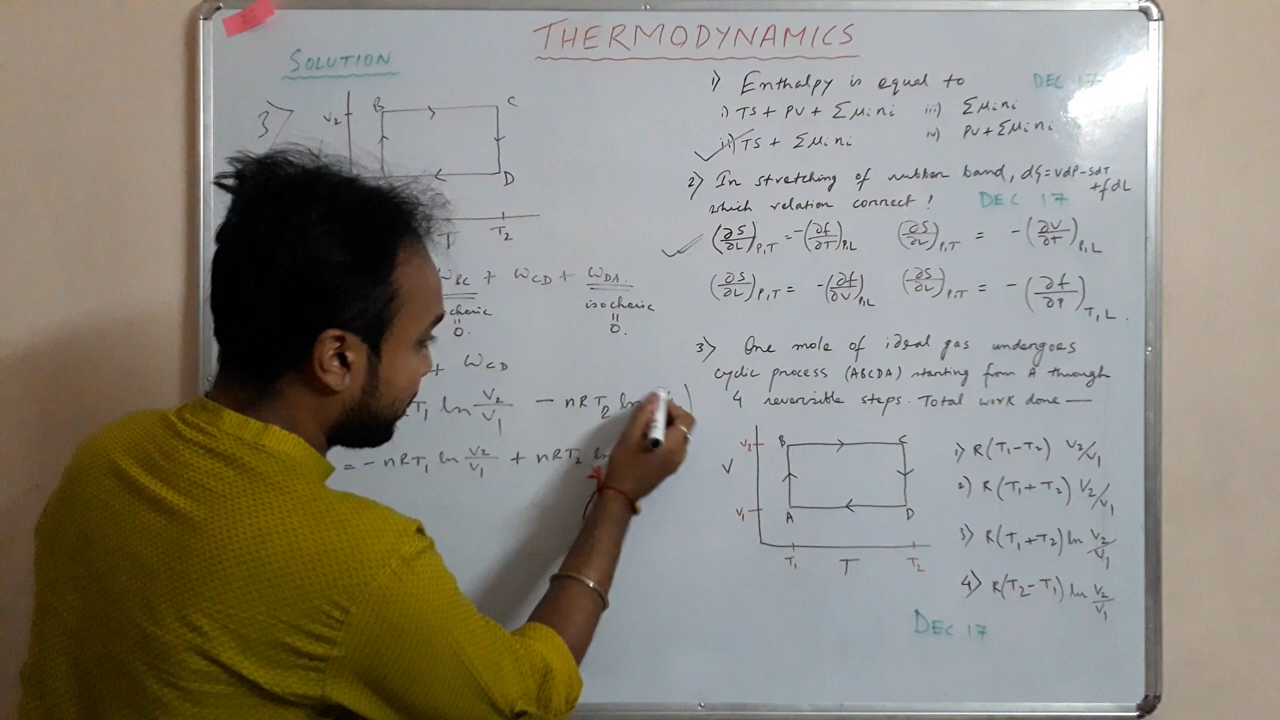 THERMODYNAMICS
SOLUTION
3>
B
C
V2
D
T
T2
WBC + WCD + WDA
choric
isochoric
=
=
0.
0.
+ WCD
T1 ln V2/V1 - nRT2 ln
= -nRT1 ln V2/V1 + nRT2 ln
1) Enthalpy is equal to
DEC 17
i) TS + PV + ΣMini iii) ΣMini
ii) TS + ΣMini iv) PV + ΣMini
2) In stretching of rubber band, dG = VdP - SdT
+ fdL
which relation correct!
DEC 17
(∂S/∂L)P,T = -(∂f/∂T)P,L (∂S/∂L)P,T = -(∂V/∂T)P,L
(∂S/∂L)P,T = -(∂f/∂V)P,L (∂S/∂L)P,T = -(∂f/∂P)T,L.
3> One mole of ideal gas undergoes
cyclic process (ABCDA) starting from A through
4 reversible steps. Total work done —
V2
B
C
V
V1
A
D
T1
T
T2
1) R(T1-T2) V2/V1
2) R(T1+T2) V2/V1
3) R(T1+T2) ln V2/V1
4) R(T2-T1) ln V2/V1
DEC 17